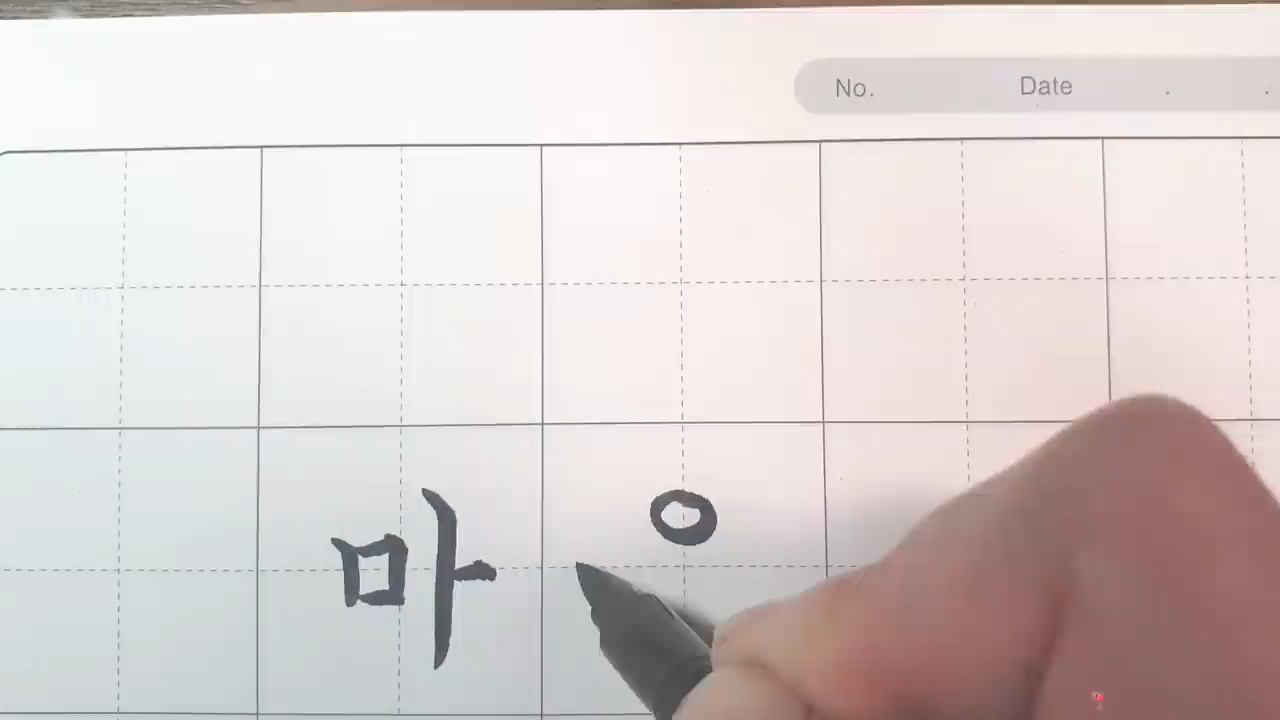 No. Date . .
마 ㅇ